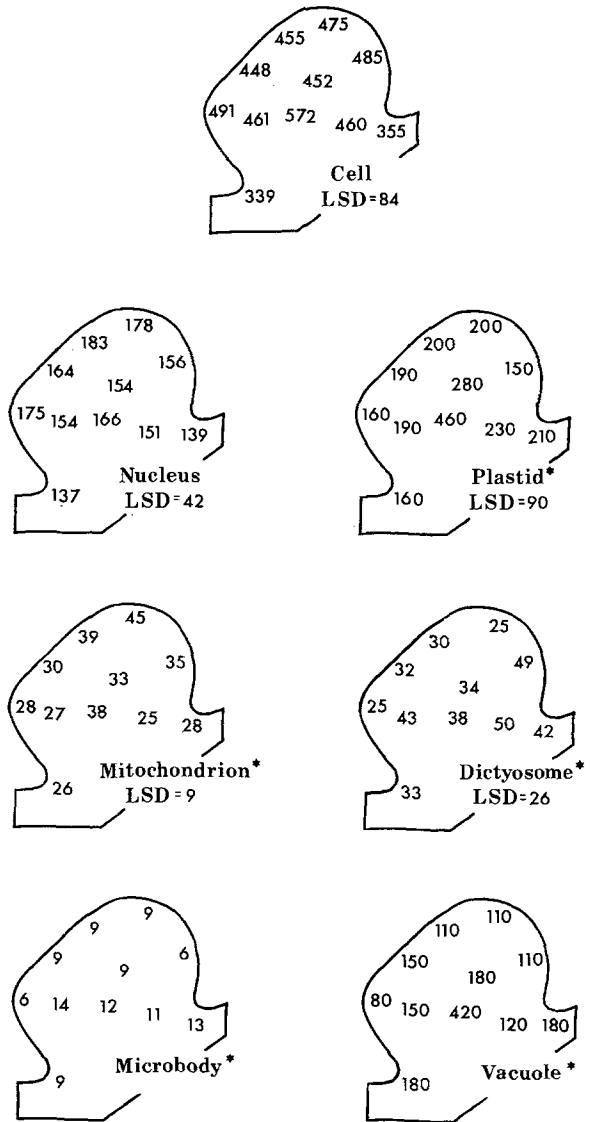 475
455
485
448
452
491 461 572 460 355
339
Cell
LSD=84
178
183
156
164
154
175 154 166 151 139
137
Nucleus
LSD=42
200
200
150
190
280
160 190 460 230 210
160
Plastid*
LSD=90
45
39
35
30
33
28 27 38 25 28
26
Mitochondrion*
LSD=9
25
30
49
32
34
25 43 38 50 42
33
Dictyosome*
LSD=26
9
9
6
9
9
6 14 12 11 13
9
Microbody*
110
110
110
150
180
80 150 420 120 180
180
Vacuole*